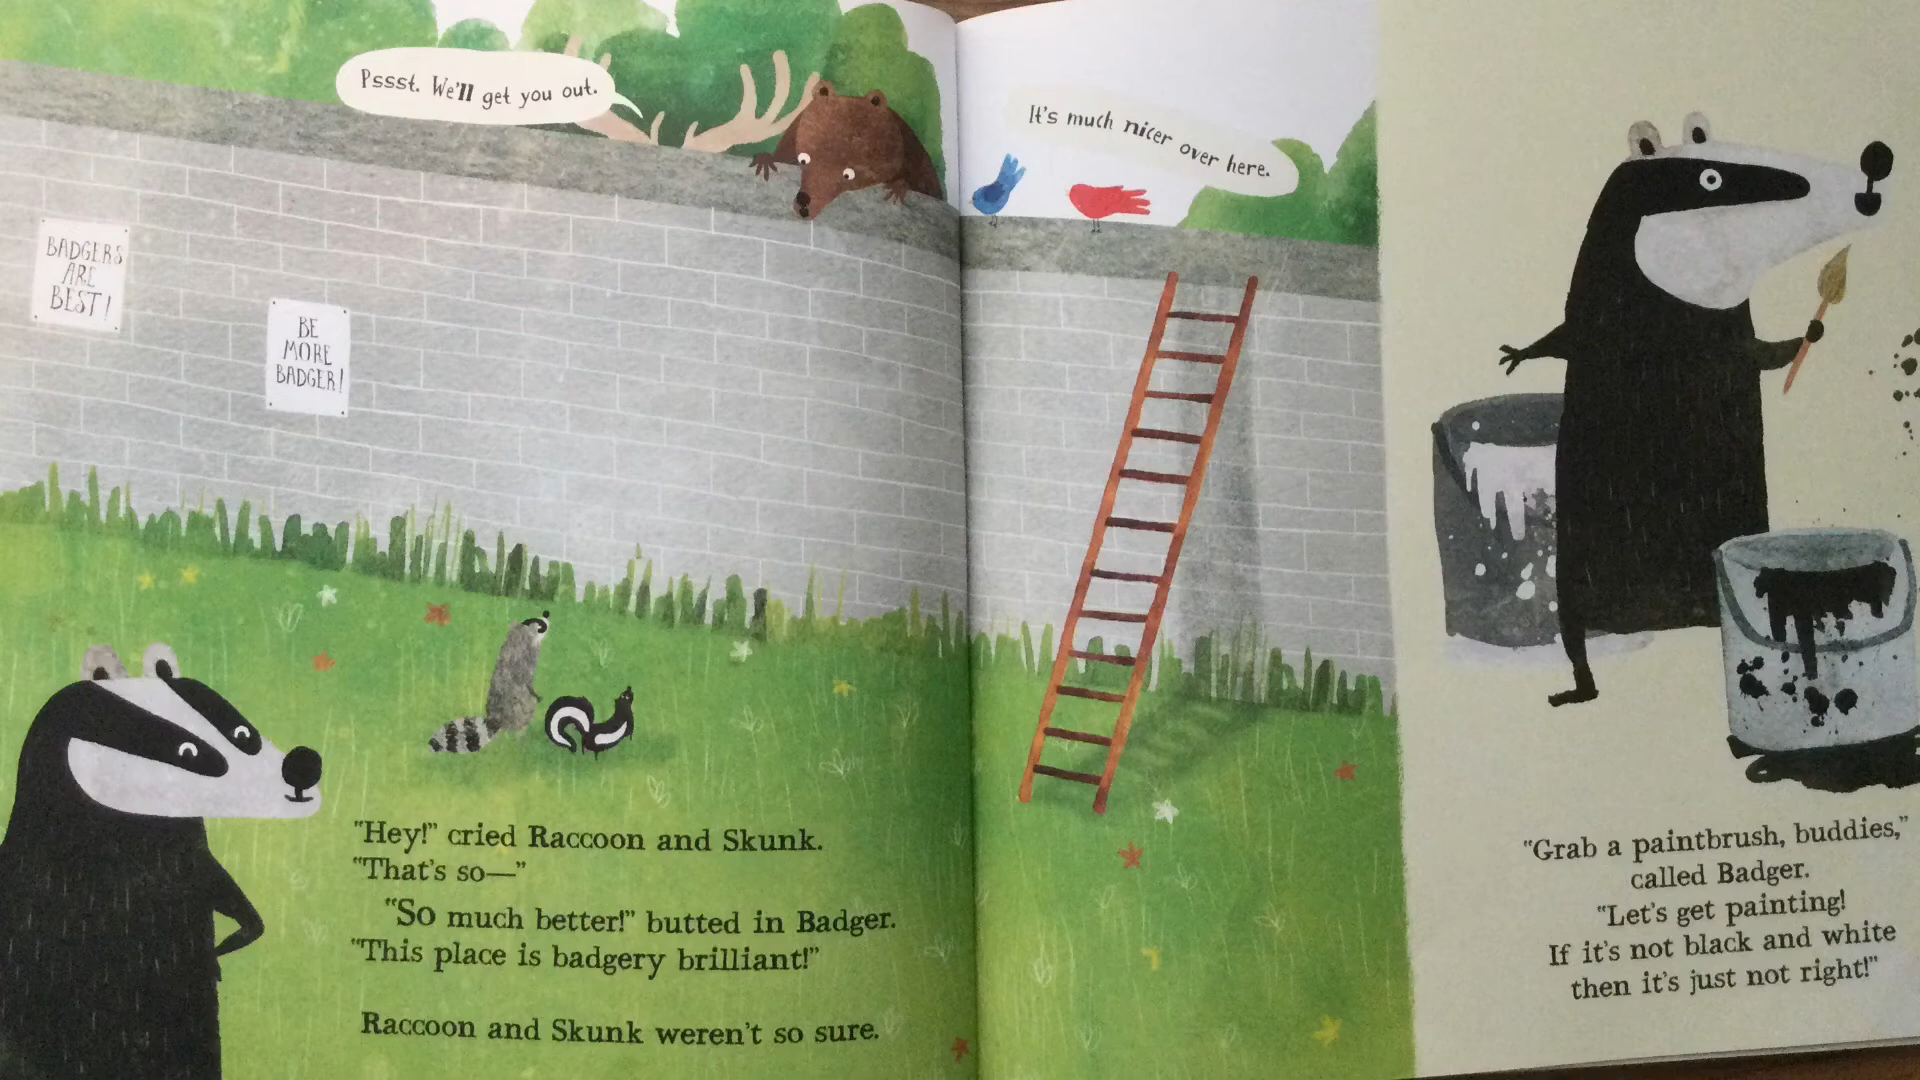 Pssst. We'll get you out.
BADGERS
ARE
BEST!
BE
MORE
BADGER!
"Hey!" cried Raccoon and Skunk.
"That's so—"
"So much better!" butted in Badger.
"This place is badgery brilliant!"
Raccoon and Skunk weren't so sure.
It's much nicer over here.
"Grab a paintbrush, buddies,"
called Badger.
"Let's get painting!
If it's not black and white
then it's just not right!"